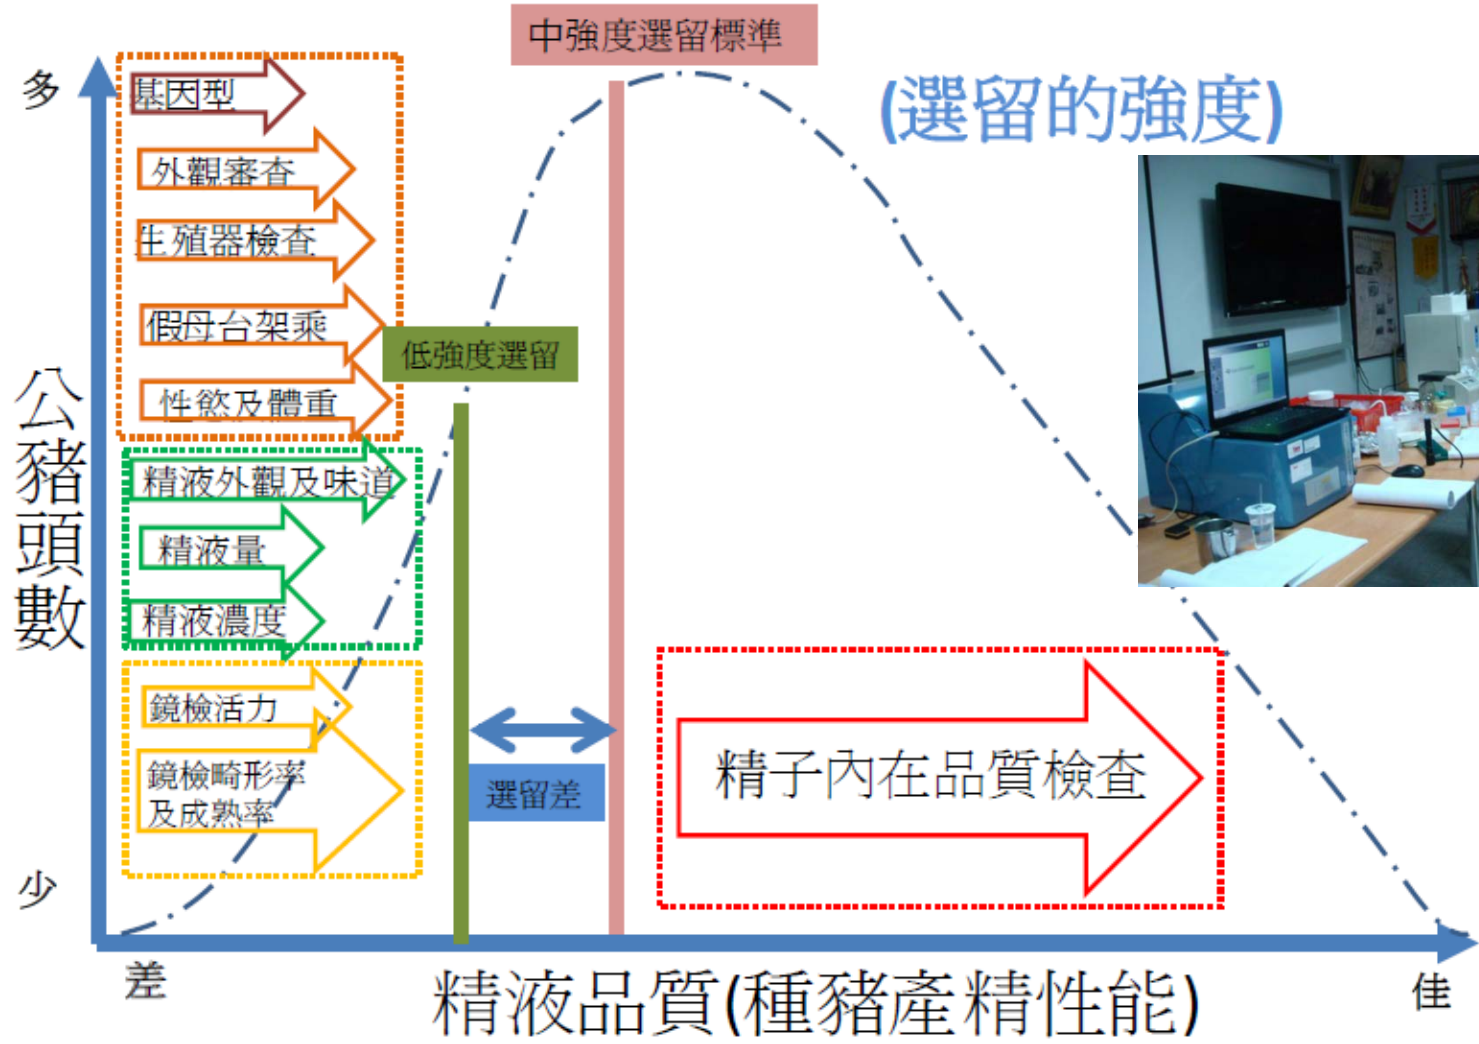 中強度選留標準
(選留的強度)
多
基因型
外觀審查
生殖器檢查
假母台架乘
性慾及體重
低強度選留
公豬頭數
精液外觀及味道
精液量
精液濃度
鏡檢活力
鏡檢畸形率
及成熟率
選留差
精子內在品質檢查
少
差
精液品質(種豬產精性能)
佳